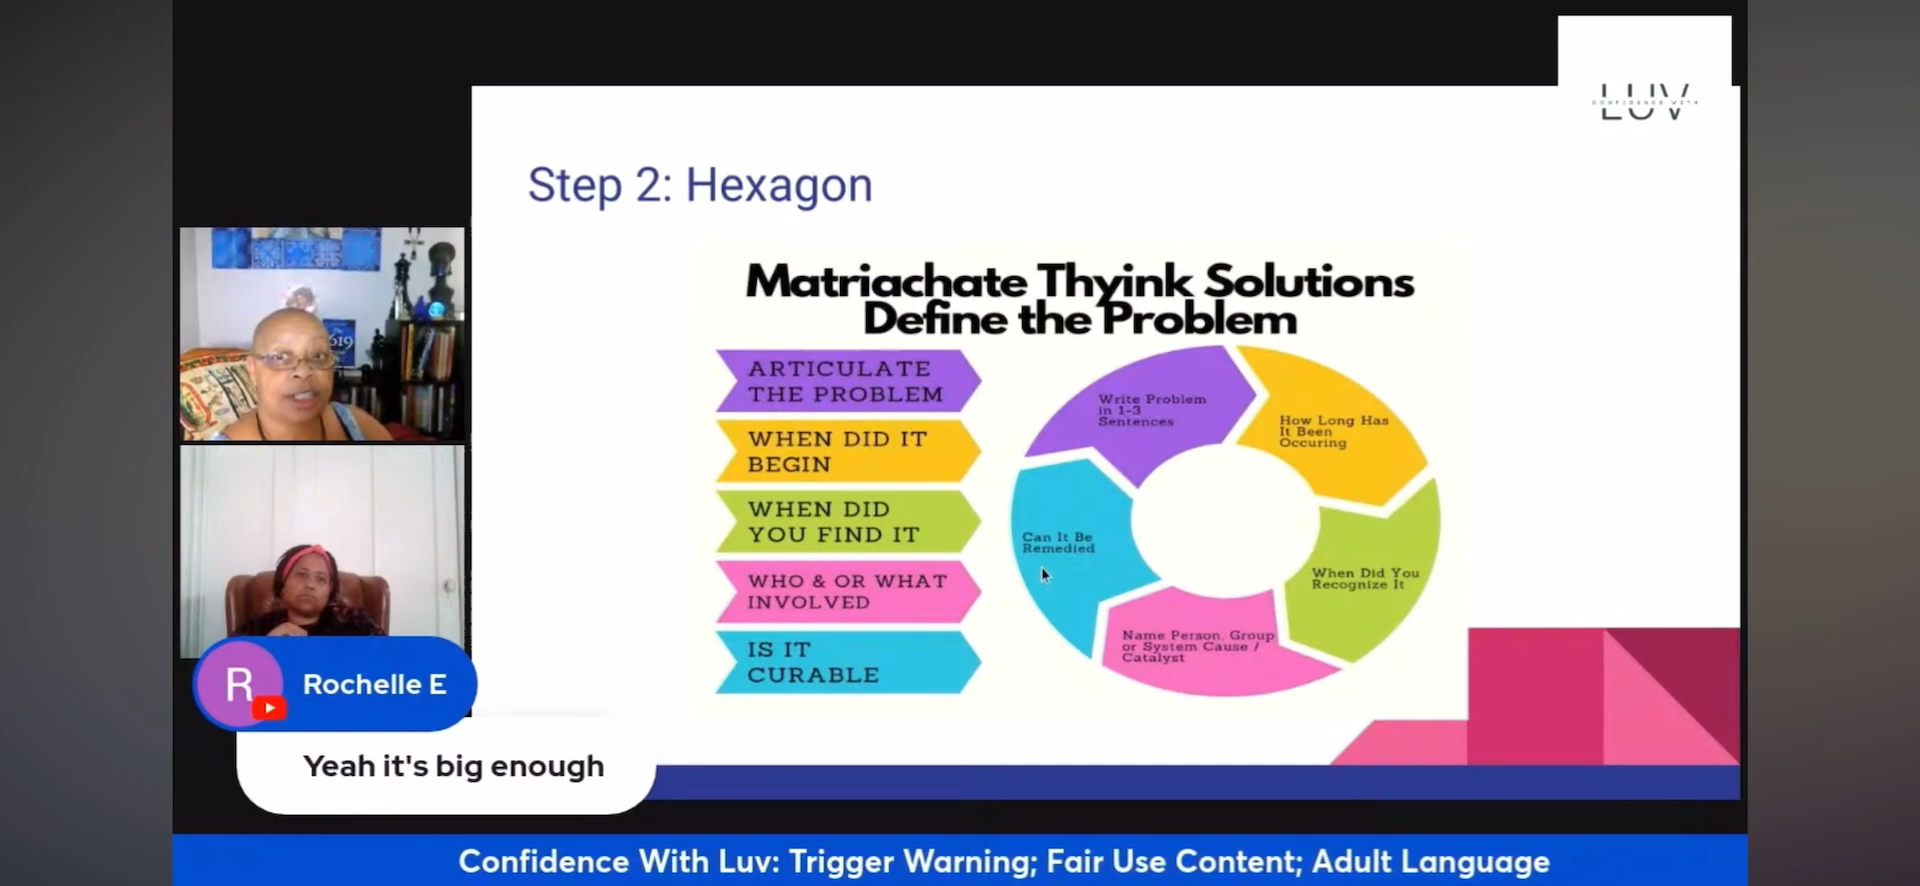 LUV
CONFIDENCE WITH
Step 2: Hexagon
Matriachate Thyink Solutions
Define the Problem
ARTICULATE
THE PROBLEM
WHEN DID IT
BEGIN
WHEN DID
YOU FIND IT
WHO & OR WHAT
INVOLVED
IS IT
CURABLE
Write Problem
in 1-3
Sentences
How Long Has
It Been
Occuring
When Did You
Recognize It
Name Person, Group
or System Cause /
Catalyst
Can It Be
Remedied
619
R
Rochelle E
Yeah it's big enough
Confidence With Luv: Trigger Warning; Fair Use Content; Adult Language